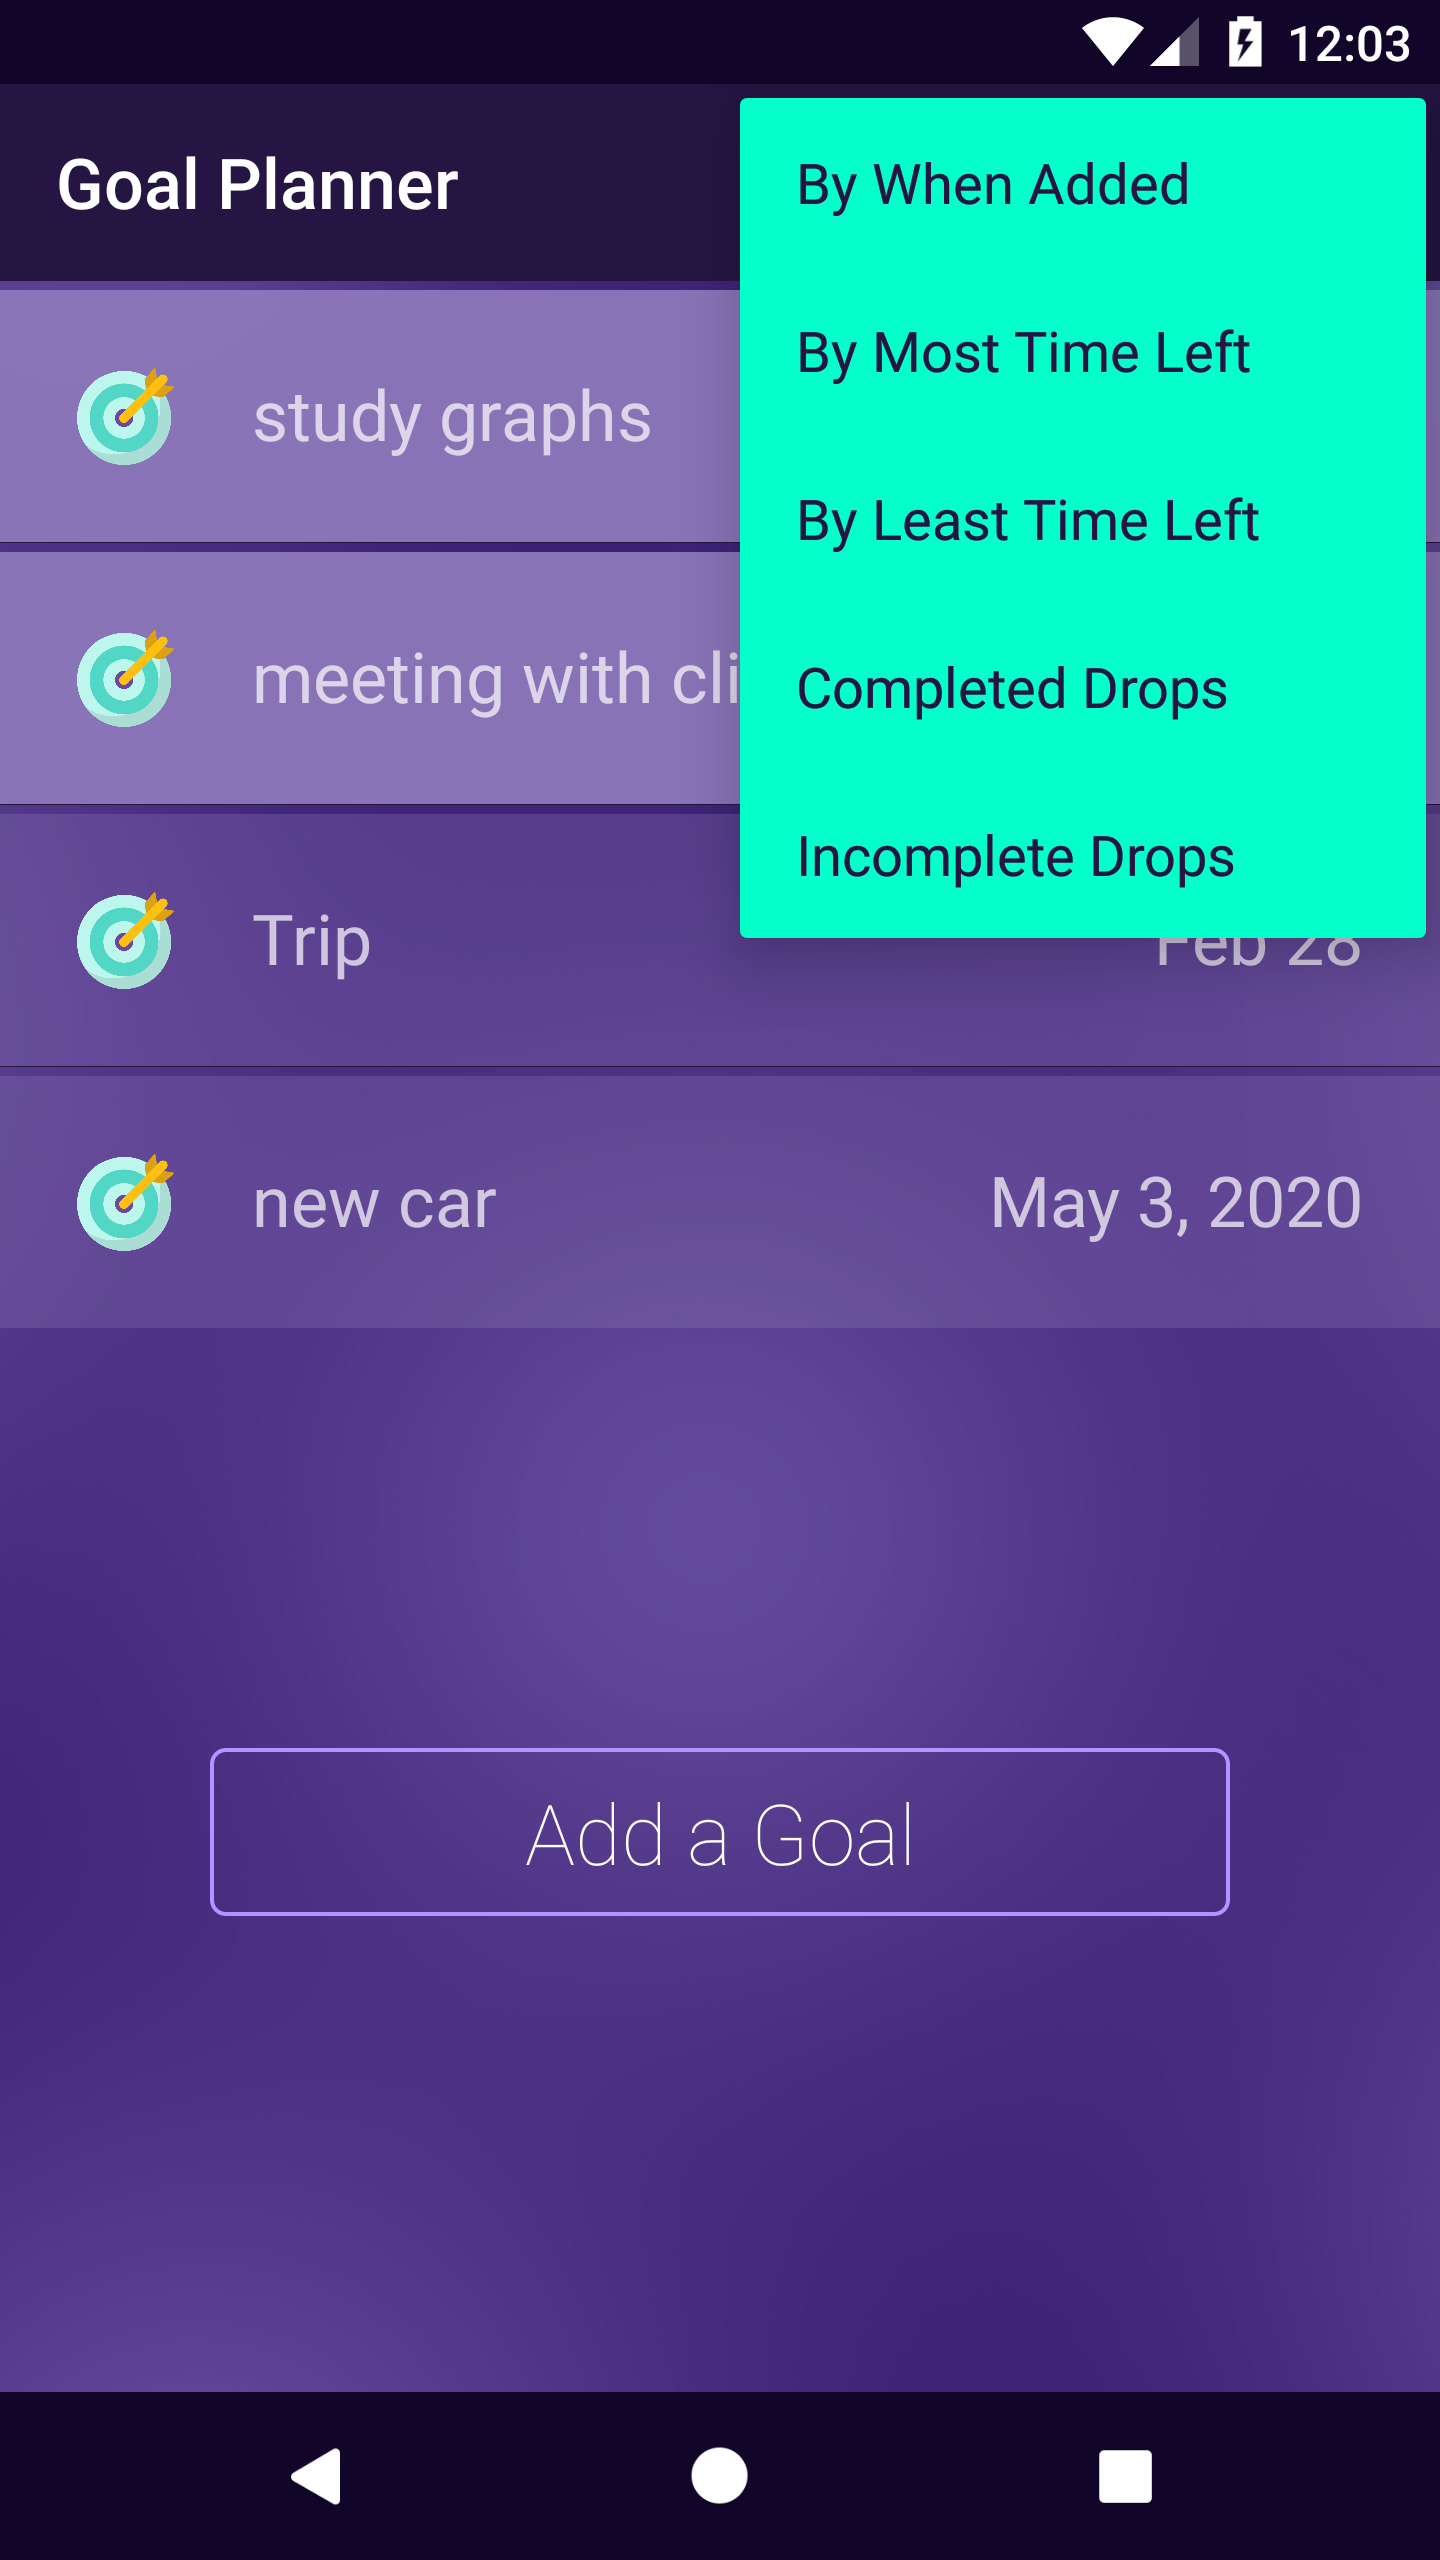 12:03
Goal Planner
By When Added
By Most Time Left
By Least Time Left
Completed Drops
Incomplete Drops
study graphs
meeting with cli
Trip
Feb 28
new car
May 3, 2020
Add a Goal